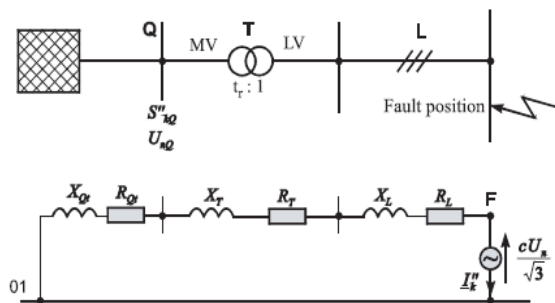 Q T L
MV LV
t_r : 1
S″_kQ
U_nQ
Fault position
X_Qt R_Qt X_T R_T X_L R_L F
cU_n
√3
I″_k
01